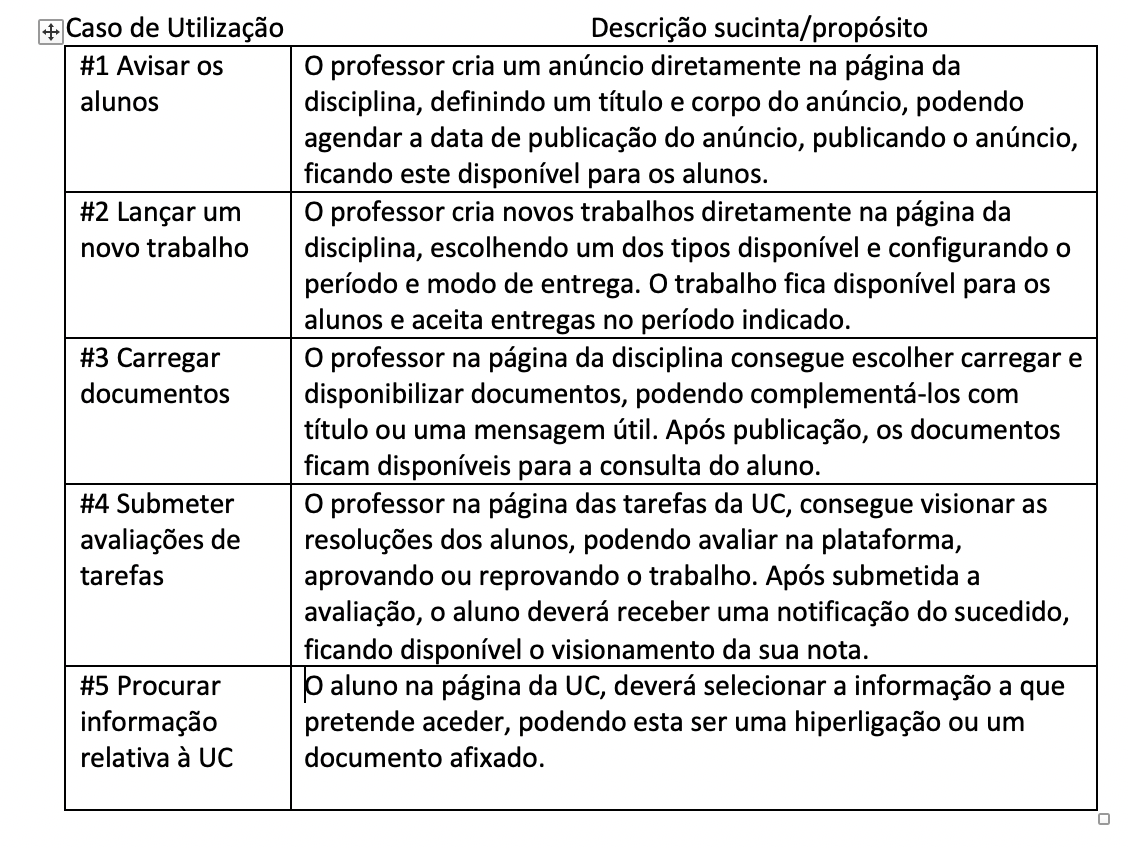 Caso de Utilização
Descrição sucinta/propósito
#1 Avisar os
alunos
O professor cria um anúncio diretamente na página da
disciplina, definindo um título e corpo do anúncio, podendo
agendar a data de publicação do anúncio, publicando o anúncio,
ficando este disponível para os alunos.
#2 Lançar um
novo trabalho
O professor cria novos trabalhos diretamente na página da
disciplina, escolhendo um dos tipos disponível e configurando o
período e modo de entrega. O trabalho fica disponível para os
alunos e aceita entregas no período indicado.
#3 Carregar
documentos
O professor na página da disciplina consegue escolher carregar e
disponibilizar documentos, podendo complementá-los com
título ou uma mensagem útil. Após publicação, os documentos
ficam disponíveis para a consulta do aluno.
#4 Submeter
avaliações de
tarefas
O professor na página das tarefas da UC, consegue visionar as
resoluções dos alunos, podendo avaliar na plataforma,
aprovando ou reprovando o trabalho. Após submetida a
avaliação, o aluno deverá receber uma notificação do sucedido,
ficando disponível o visionamento da sua nota.
#5 Procurar
informação
relativa à UC
O aluno na página da UC, deverá selecionar a informação a que
pretende aceder, podendo esta ser uma hiperligação ou um
documento afixado.